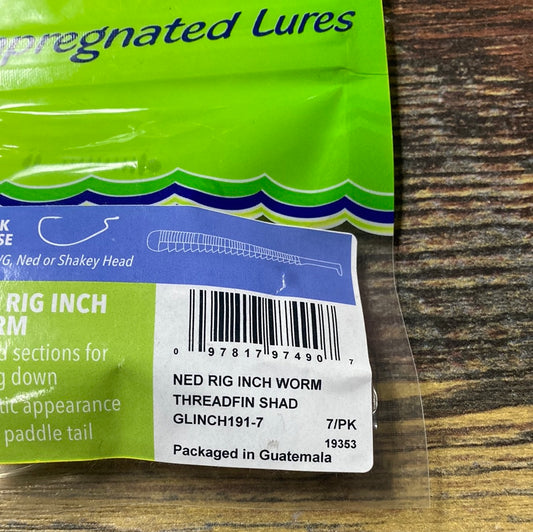 pregnated Lures
K
SE
/G, Ned or Shakey Head
RIG INCH
RM
d sections for
g down
tic appearance
paddle tail
0 97817 97490 7
NED RIG INCH WORM
THREADFIN SHAD
GLINCH191-7 7/PK
19353
Packaged in Guatemala